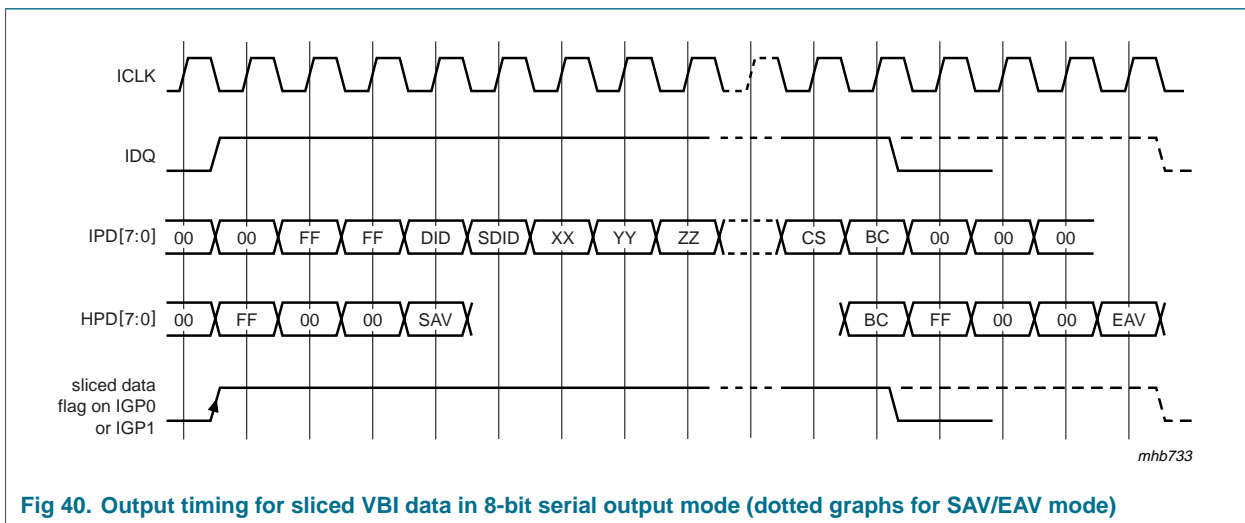 ICLK
IDQ
IPD[7:0] 00 00 FF FF DID SDID XX YY ZZ CS BC 00 00 00
HPD[7:0] 00 FF 00 00 SAV BC FF 00 00 EAV
sliced data
flag on IGP0
or IGP1
mhb733
Fig 40. Output timing for sliced VBI data in 8-bit serial output mode (dotted graphs for SAV/EAV mode)